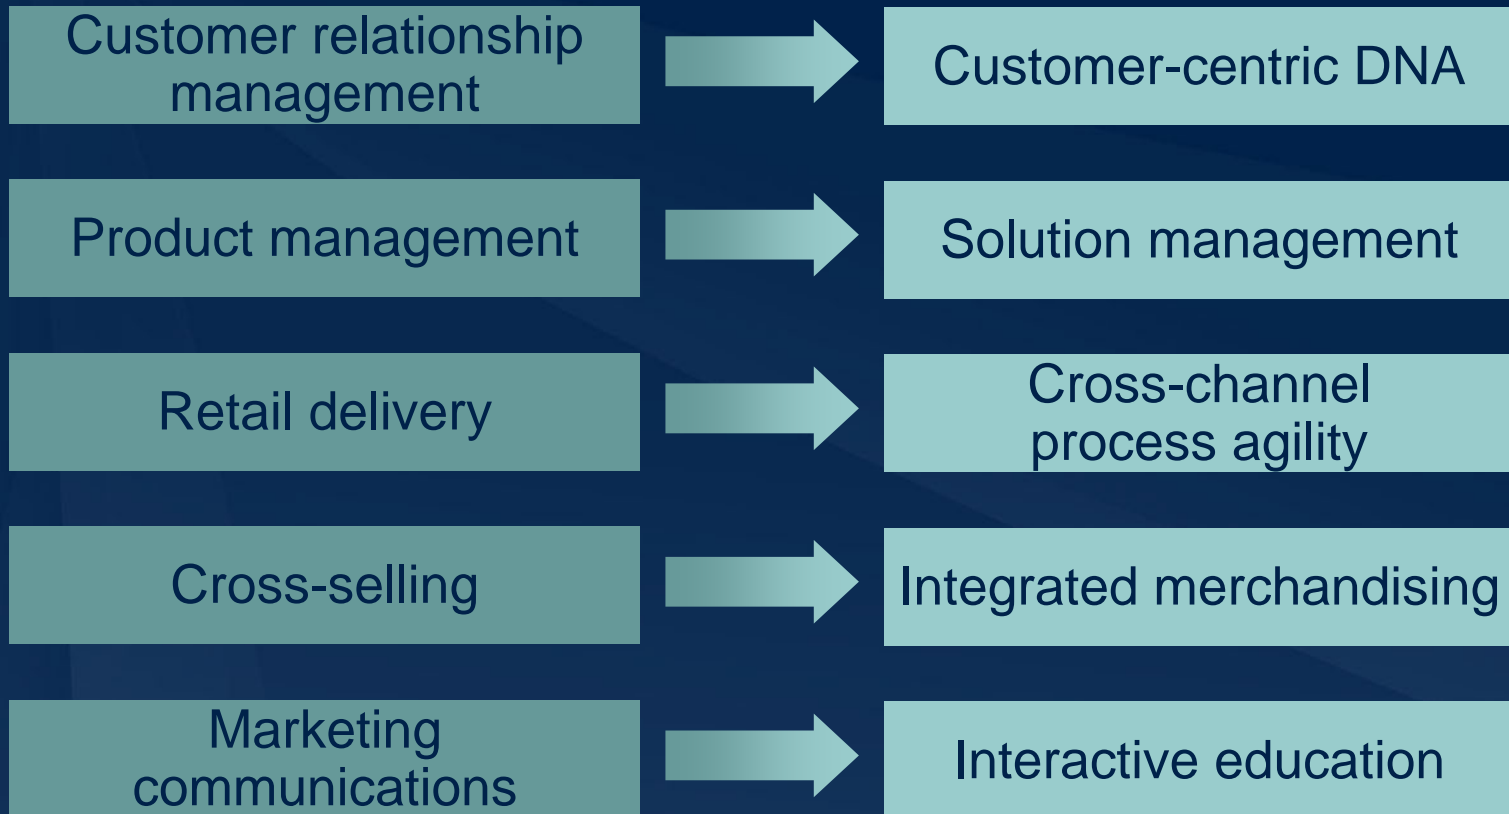 Customer relationship
management
Customer-centric DNA
Product management
Solution management
Retail delivery
Cross-channel
process agility
Cross-selling
Integrated merchandising
Marketing
communications
Interactive education